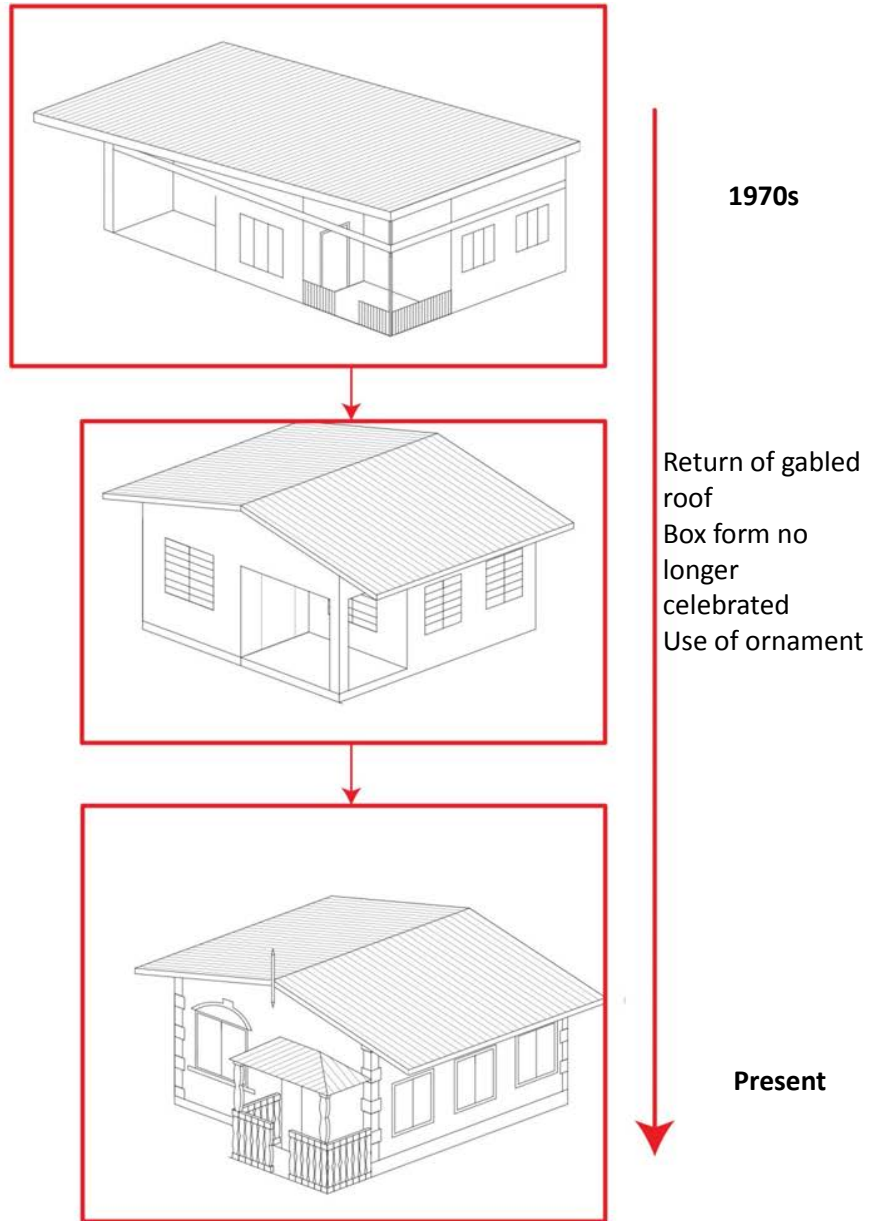 1970s
Return of gabled
roof
Box form no
longer
celebrated
Use of ornament
Present